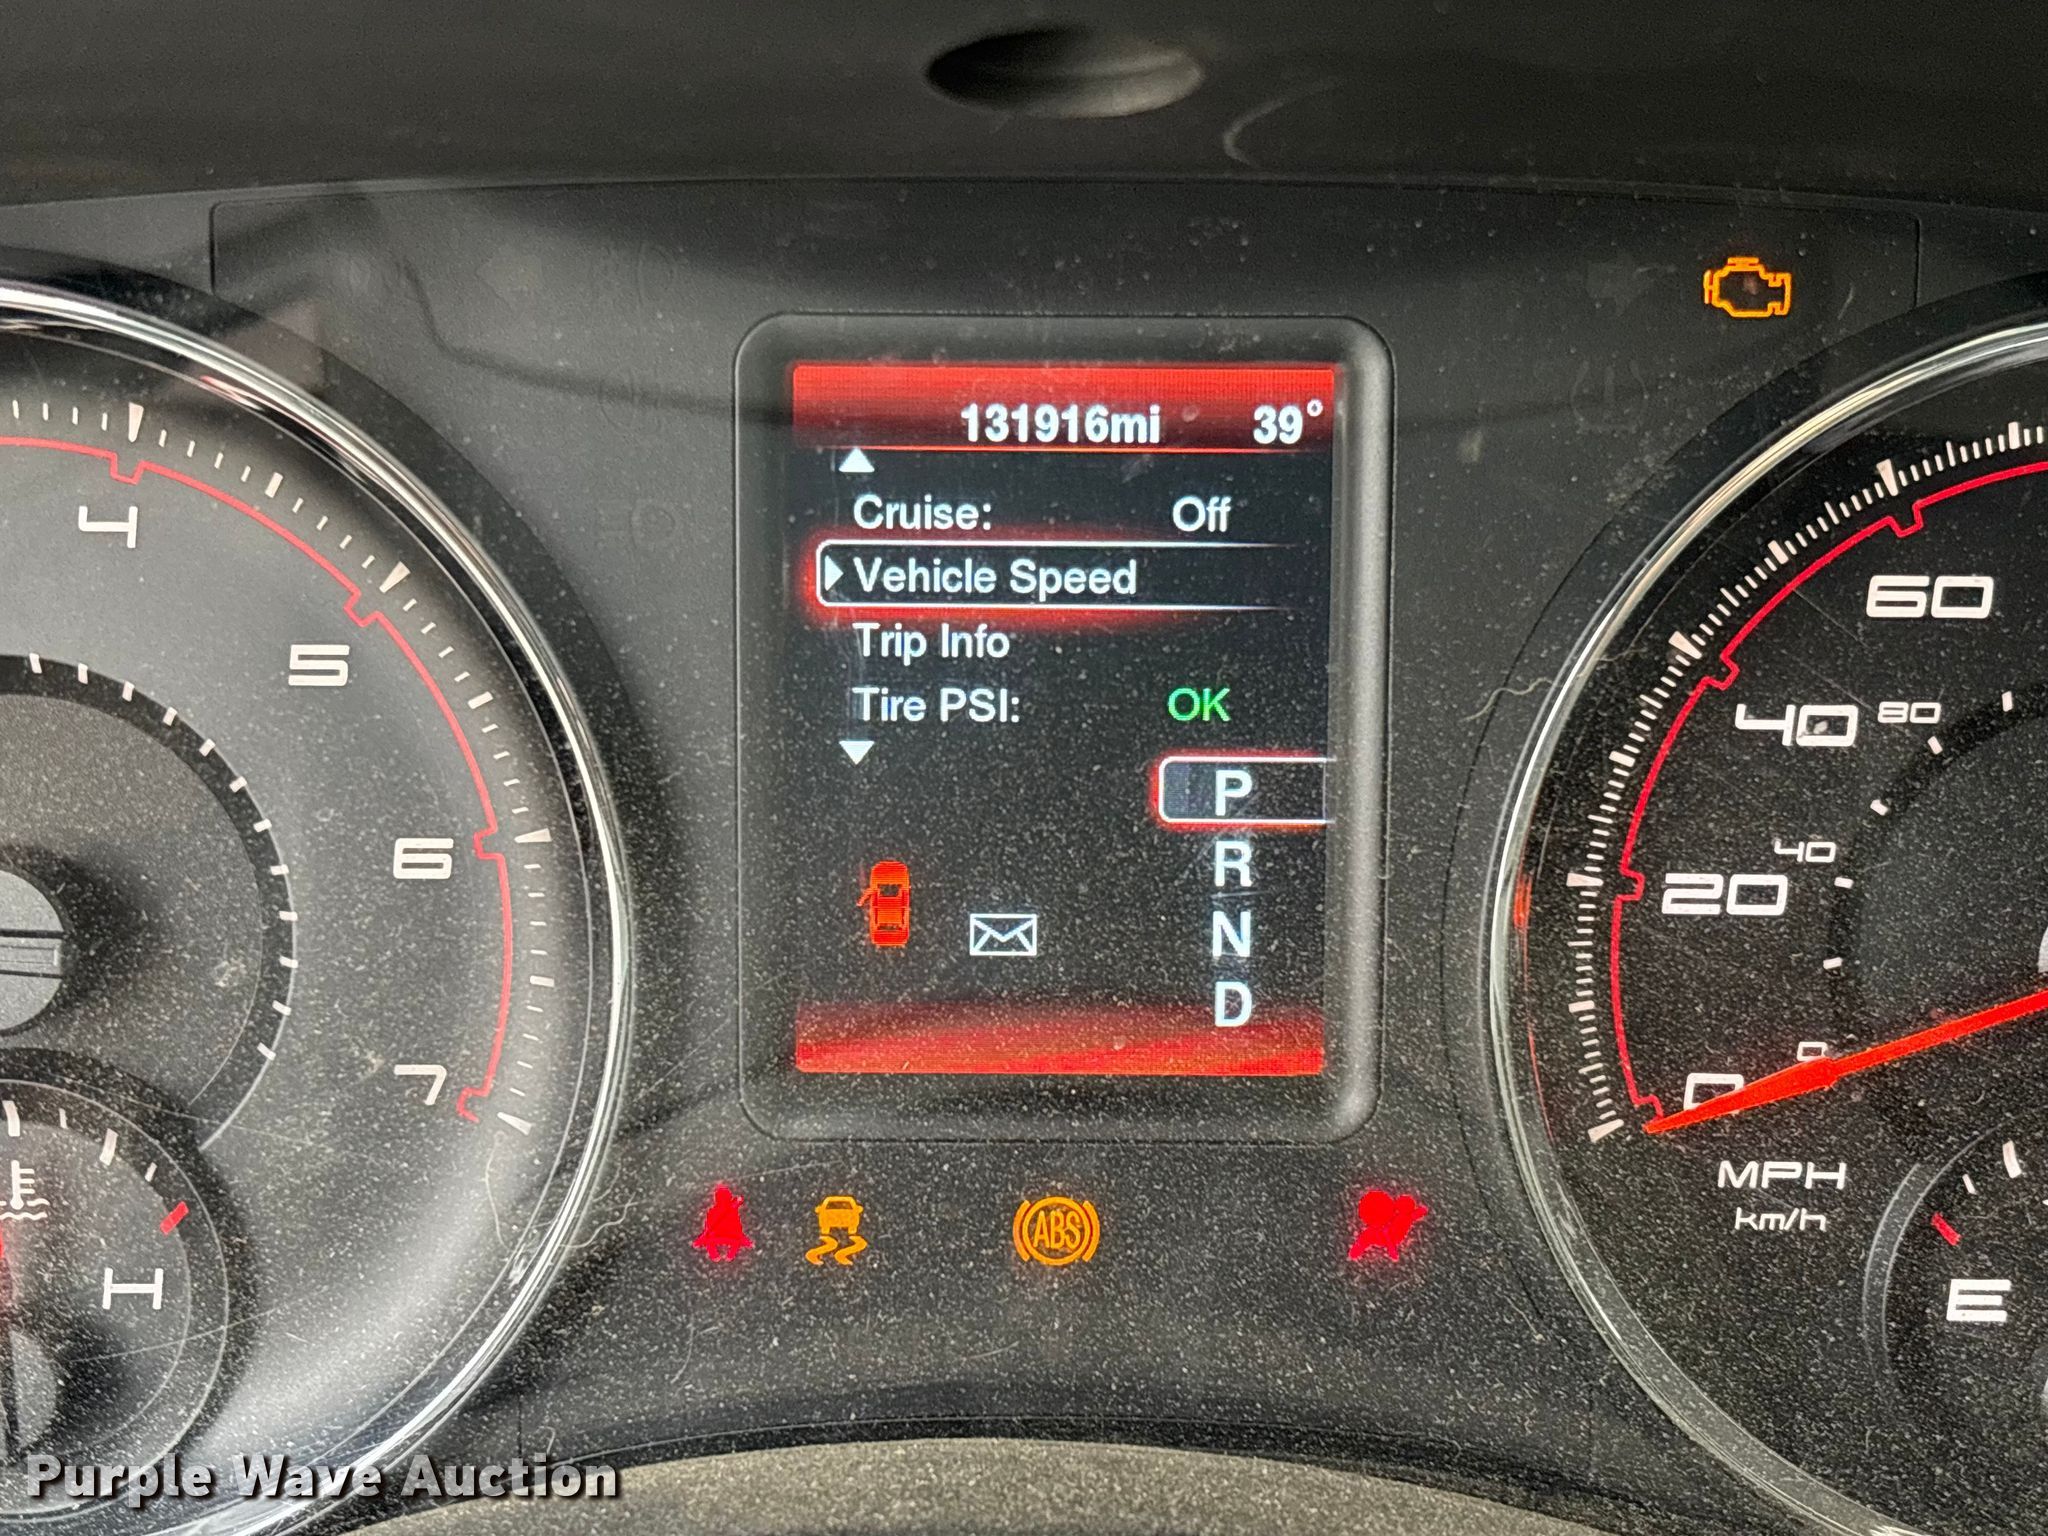 131916mi 39°
Cruise: Off
Vehicle Speed
Trip Info
Tire PSI: OK
P
R
N
D
4
5
6
7
H
60
40 80
20 40
0 0
MPH
km/h
E
ABS
Purple Wave Auction